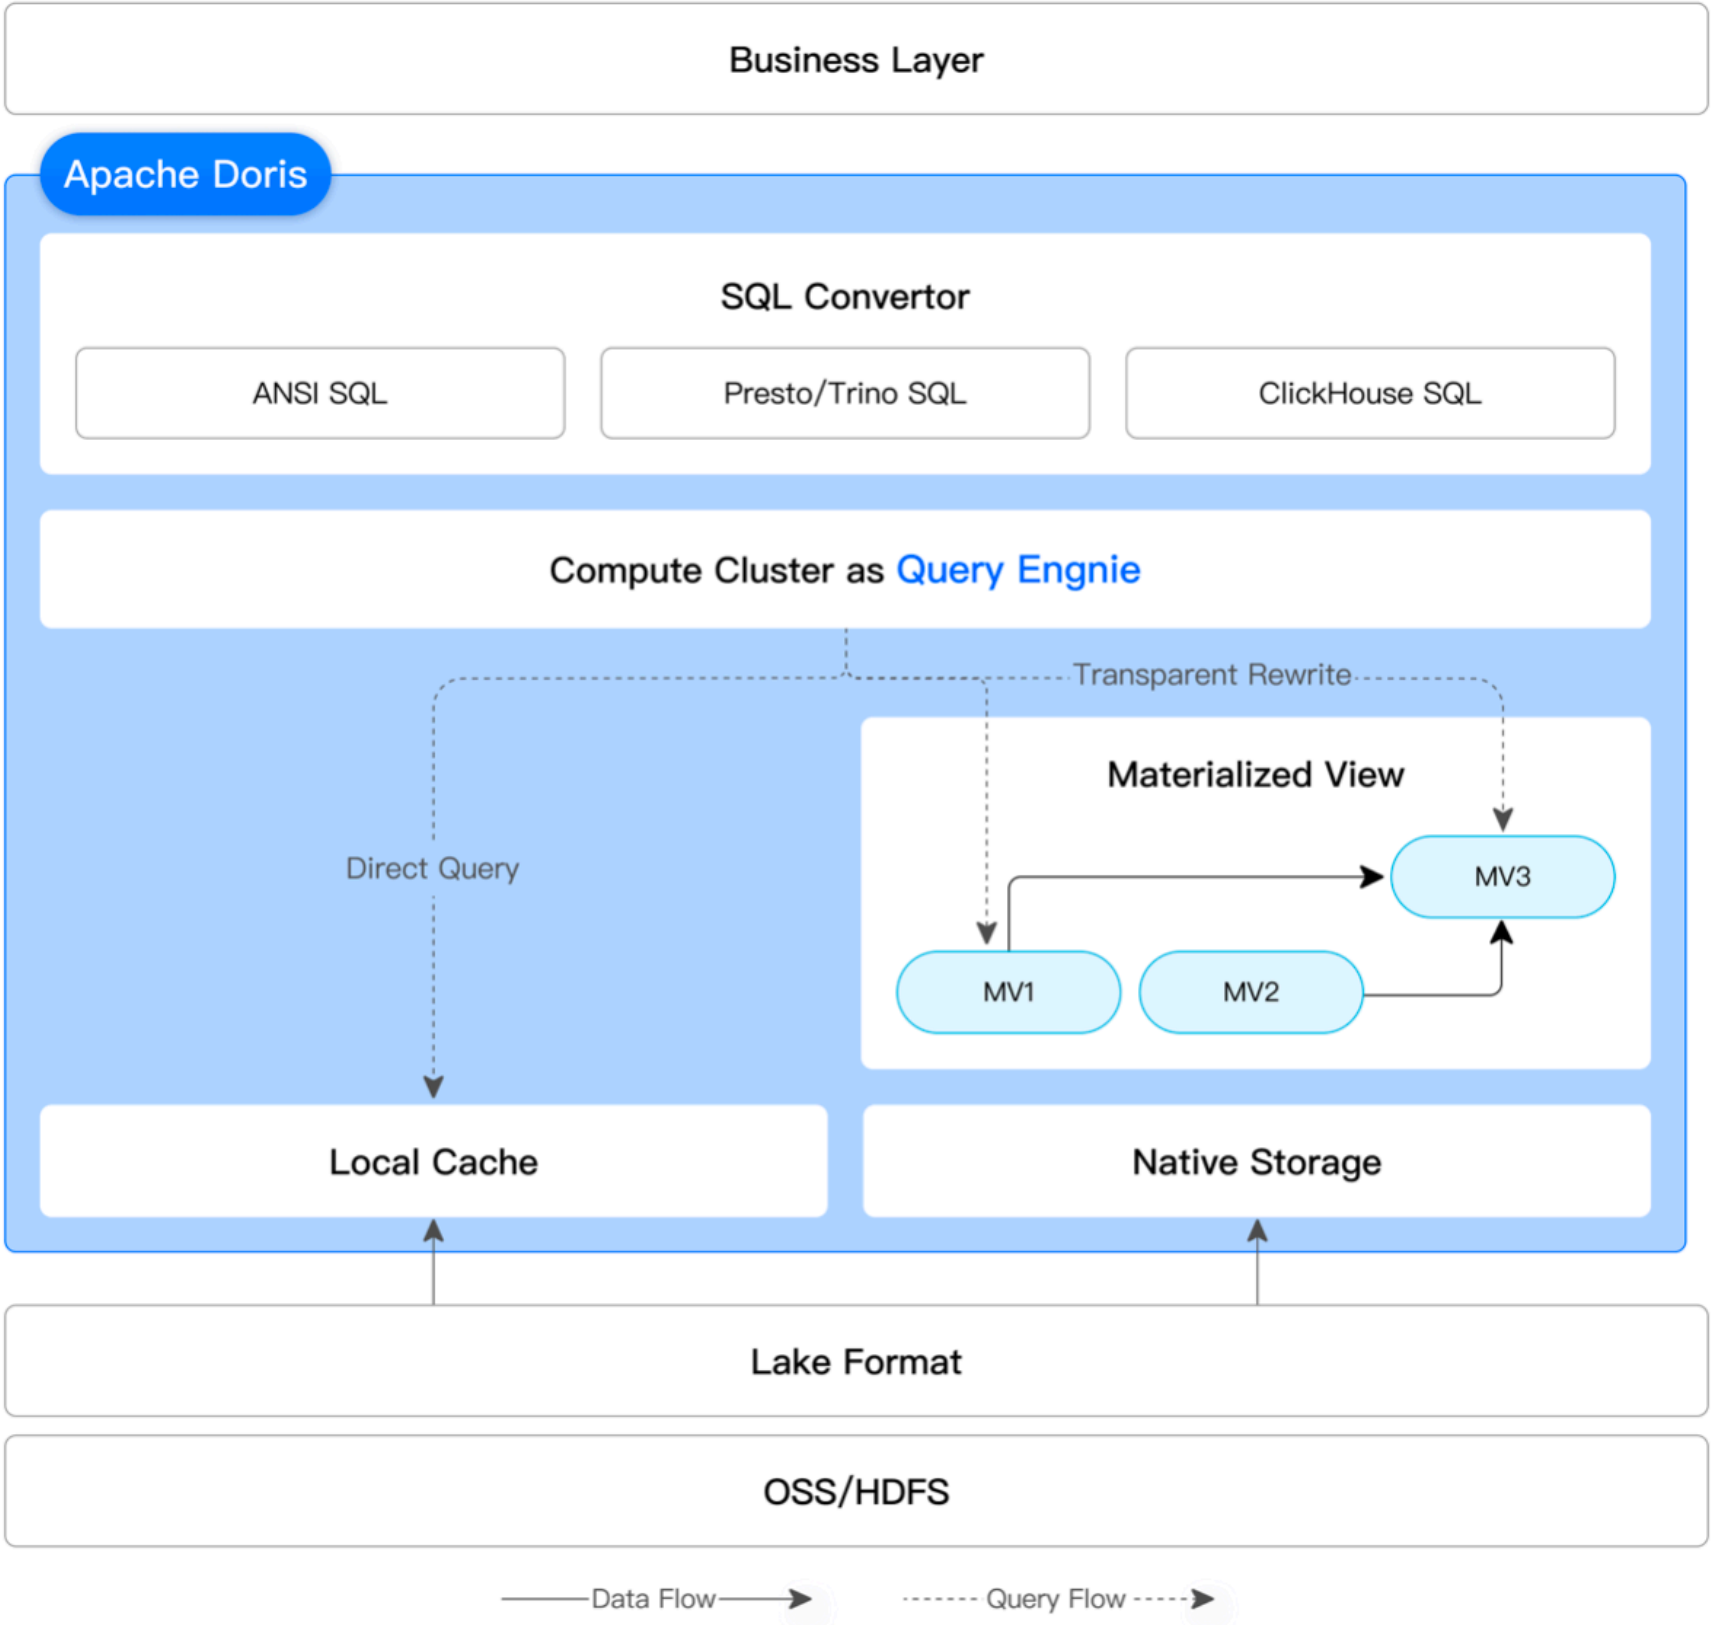 Business Layer
Apache Doris
SQL Convertor
ANSI SQL
Presto/Trino SQL
ClickHouse SQL
Compute Cluster as Query Engnie
Transparent Rewrite
Materialized View
Direct Query
MV3
MV1
MV2
Local Cache
Native Storage
Lake Format
OSS/HDFS
Data Flow
Query Flow